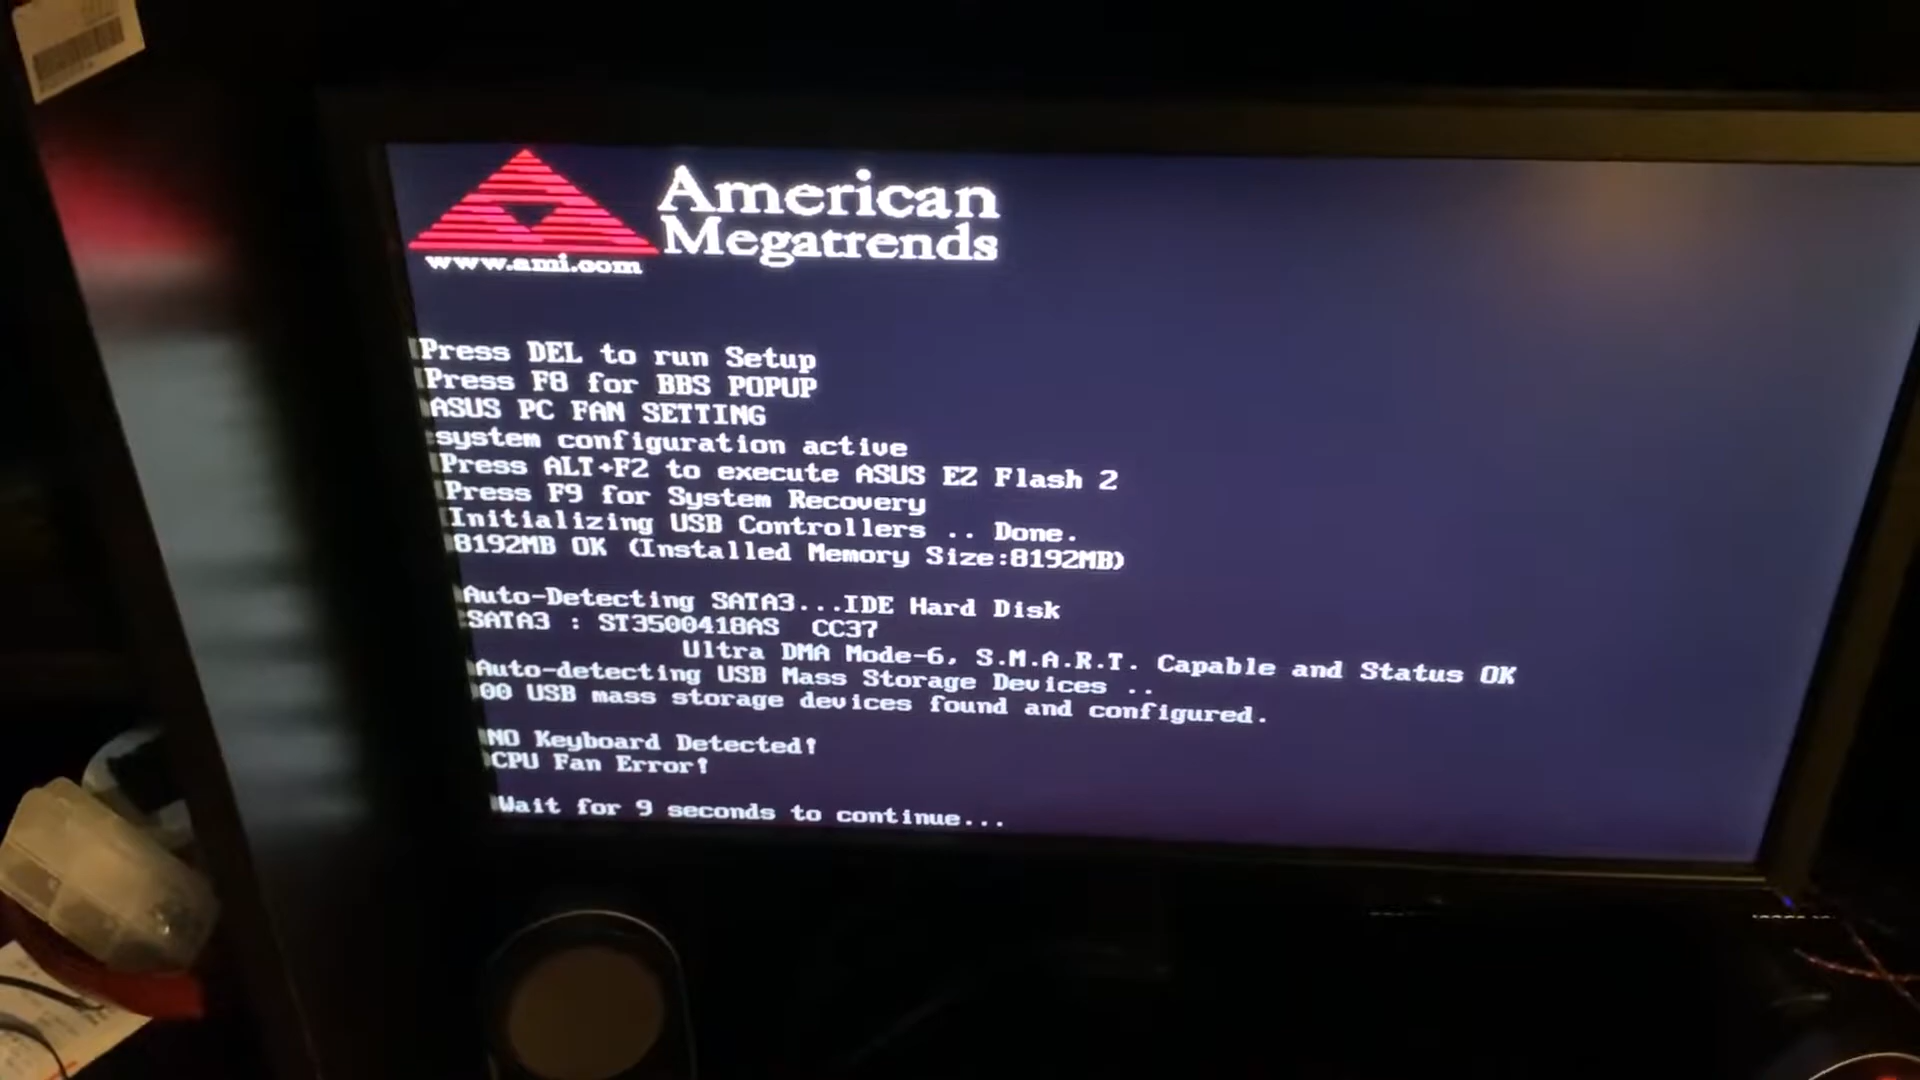 American
Megatrends
www.ami.com
Press DEL to run Setup
Press F8 for BBS POPUP
ASUS PC FAN SETTING
system configuration active
Press ALT+F2 to execute ASUS EZ Flash 2
Press F9 for System Recovery
Initializing USB Controllers .. Done.
8192MB OK (Installed Memory Size:8192MB)
Auto-Detecting SATA3...IDE Hard Disk
SATA3 : ST3500418AS CC37
Ultra DMA Mode-6, S.M.A.R.T. Capable and Status OK
Auto-detecting USB Mass Storage Devices ..
00 USB mass storage devices found and configured.
NO Keyboard Detected!
CPU Fan Error!
Wait for 9 seconds to continue...